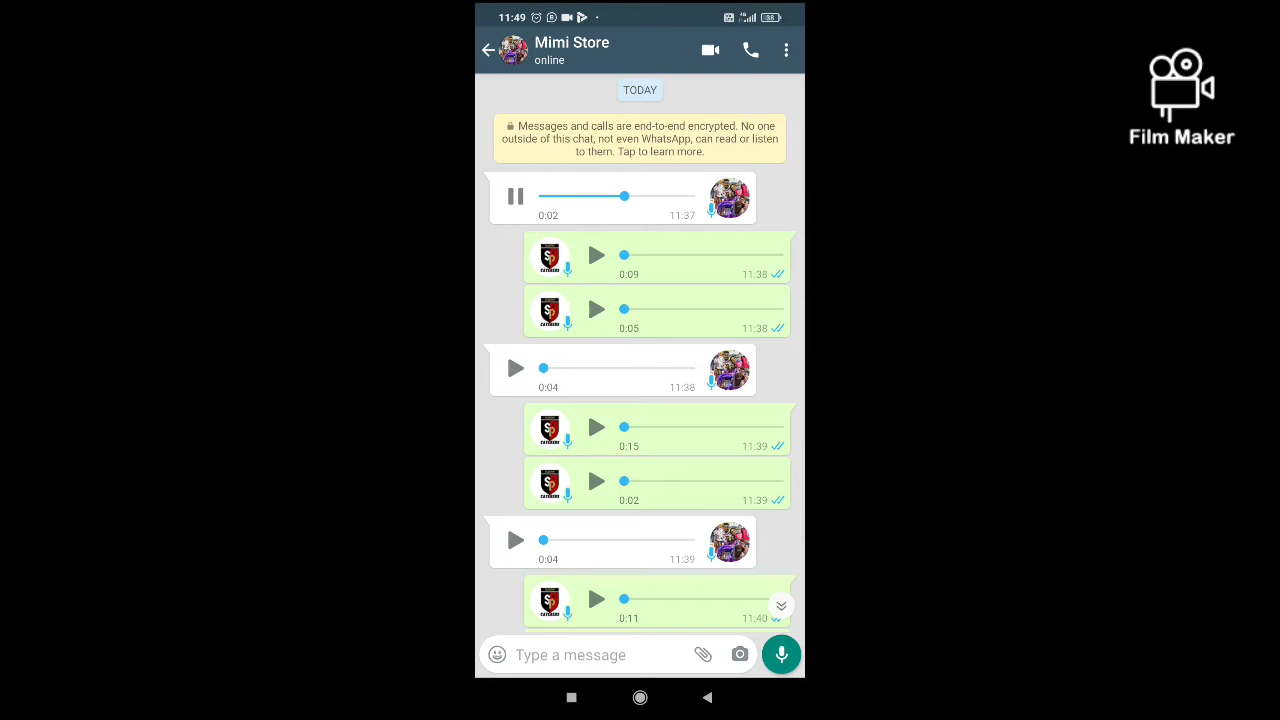 11:49
Mimi Store
online
TODAY
Messages and calls are end-to-end encrypted. No one
outside of this chat, not even WhatsApp, can read or listen
to them. Tap to learn more.
0:02 11:37
0:09 11:38
0:05 11:38
0:04 11:38
0:15 11:39
0:02 11:39
0:04 11:39
0:11 11:40
Type a message
Film Maker